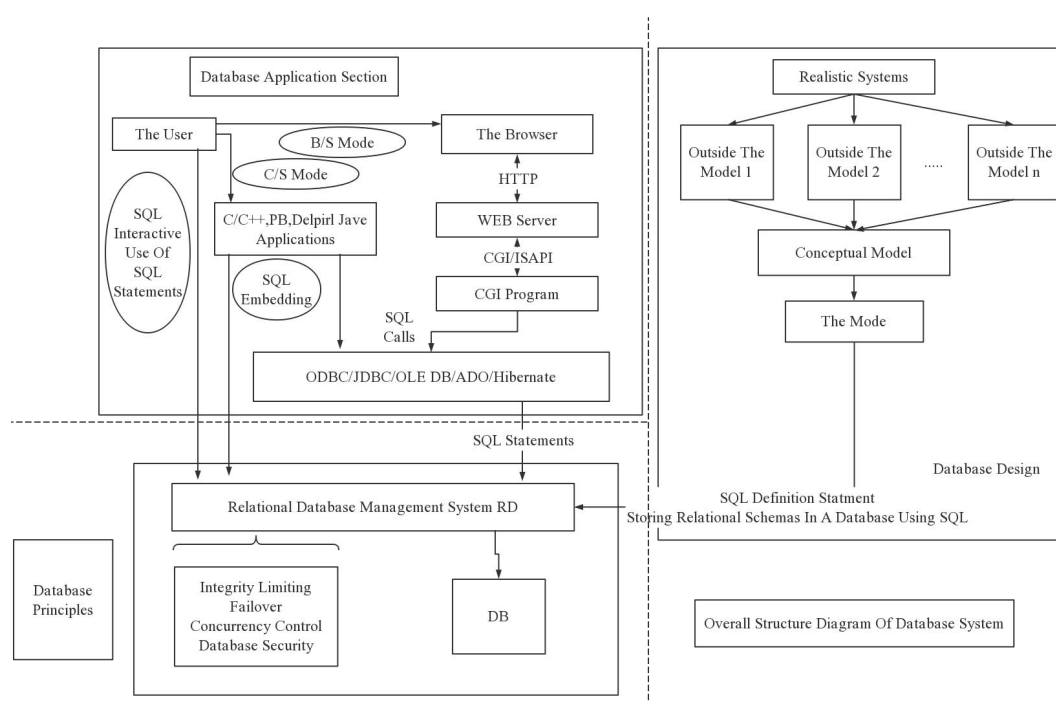 Database Application Section
The User
B/S Mode
C/S Mode
The Browser
HTTP
SQL
Interactive
Use Of
SQL
Statements
C/C++,PB,Delpirl Jave
Applications
WEB Server
CGI/ISAPI
SQL
Embedding
CGI Program
SQL
Calls
ODBC/JDBC/OLE DB/ADO/Hibernate
SQL Statements
Relational Database Management System RD
Integrity Limiting
Failover
Concurrency Control
Database Security
DB
Database
Principles
Realistic Systems
Outside The
Model 1
Outside The
Model 2
.....
Outside The
Model n
Conceptual Model
The Mode
Database Design
SQL Definition Statment
Storing Relational Schemas In A Database Using SQL
Overall Structure Diagram Of Database System